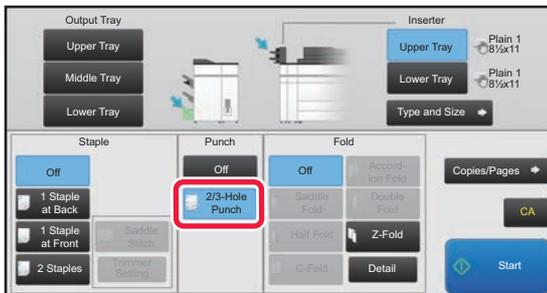 Output Tray
Upper Tray
Middle Tray
Lower Tray
Inserter
Upper Tray
Plain 1
8½x11
Lower Tray
Plain 1
8½x11
Type and Size
Staple
Off
1 Staple
at Back
1 Staple
at Front
2 Staples
Saddle
Stitch
Trimmer
Setting
Punch
Off
2/3-Hole
Punch
Fold
Off
Accord-
ion Fold
Saddle
Fold
Double
Fold
Half Fold
Z-Fold
C-Fold
Detail
Copies/Pages
CA
Start